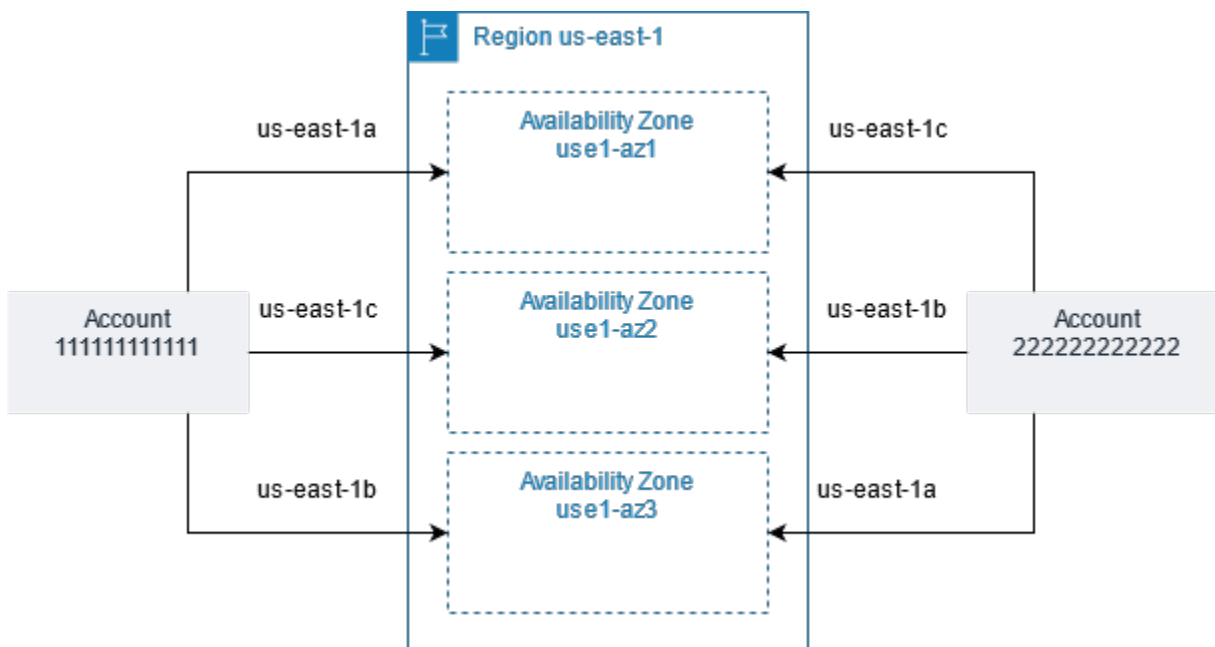 Region us-east-1
us-east-1a
Availability Zone
use1-az1
us-east-1c
Account
111111111111
us-east-1c
Availability Zone
use1-az2
us-east-1b
Account
222222222222
us-east-1b
Availability Zone
use1-az3
us-east-1a